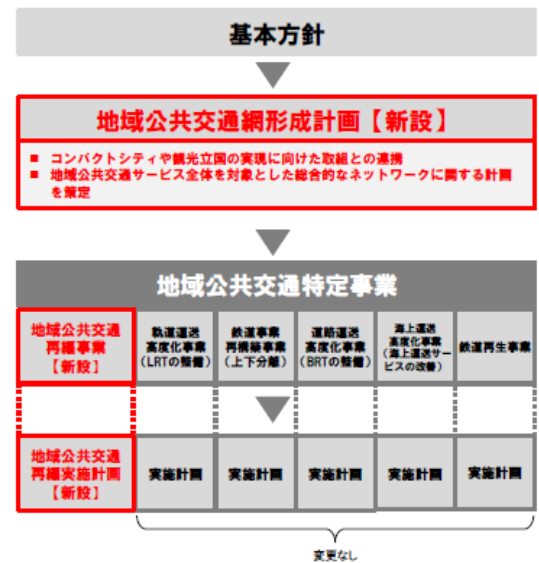 基本方針
地域公共交通網形成計画【新設】
■ コンパクトシティや観光立国の実現に向けた取組との連携
■ 地域公共交通サービス全体を対象とした総合的なネットワークに関する計画
を策定
地域公共交通特定事業
地域公共交通
再編事業
【新設】
軌道運送
高度化事業
(LRTの整備)
鉄道事業
再構築事業
(上下分離)
道路運送
高度化事業
(BRTの整備)
海上運送
高度化事業
(海上運送サー
ビスの改善)
鉄道再生事業
地域公共交通
再編実施計画
【新設】
実施計画
実施計画
実施計画
実施計画
実施計画
変更なし